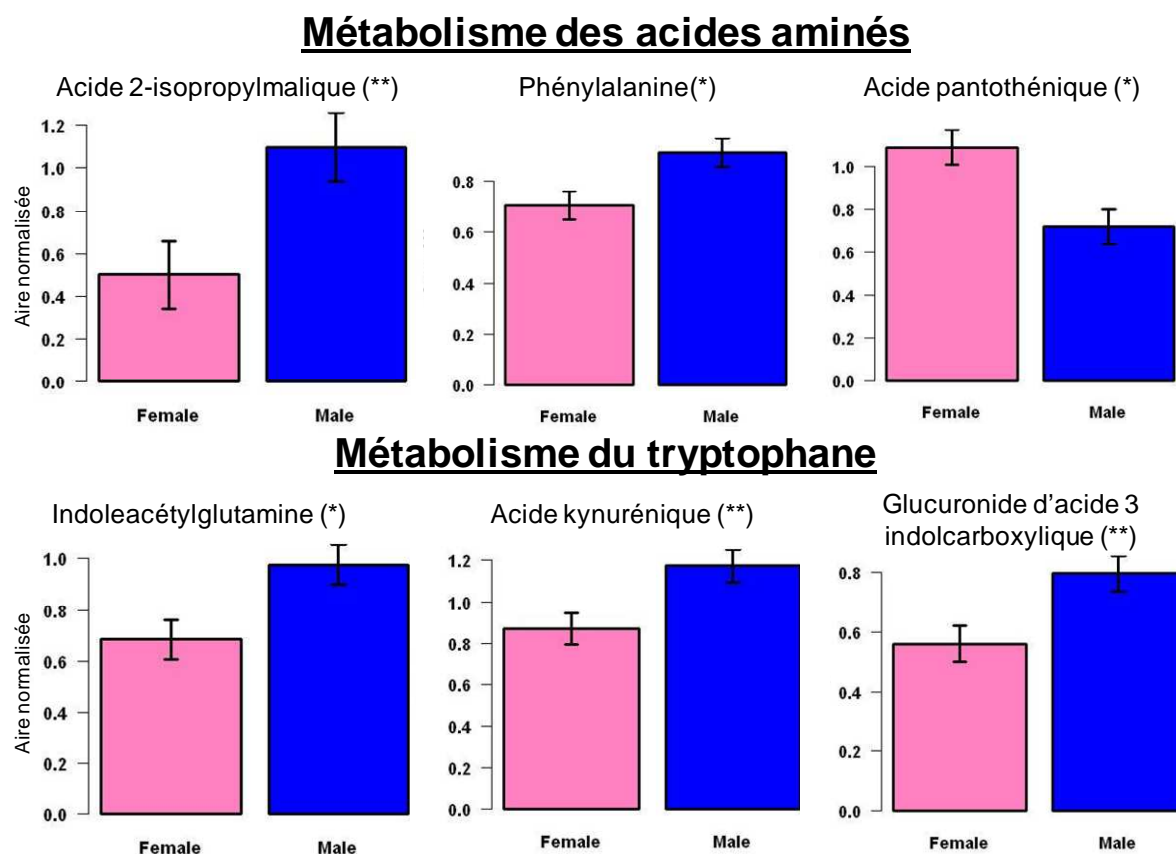 Métabolisme des acides aminés
Acide 2-isopropylmalique (**)
Phénylalanine(*)
Acide pantothénique (*)
Aire normalisée
1.2
1.0
0.8
0.6
0.4
0.2
0.0
Female
Male
0.8
0.6
0.4
0.2
0.0
Female
Male
1.0
0.8
0.6
0.4
0.2
0.0
Female
Male
Métabolisme du tryptophane
Indoleacétylglutamine (*)
Acide kynurénique (**)
Glucuronide d'acide 3
indolcarboxylique (**)
Aire normalisée
1.0
0.8
0.6
0.4
0.2
0.0
Female
Male
1.2
1.0
0.8
0.6
0.4
0.2
0.0
Female
Male
0.8
0.6
0.4
0.2
0.0
Female
Male